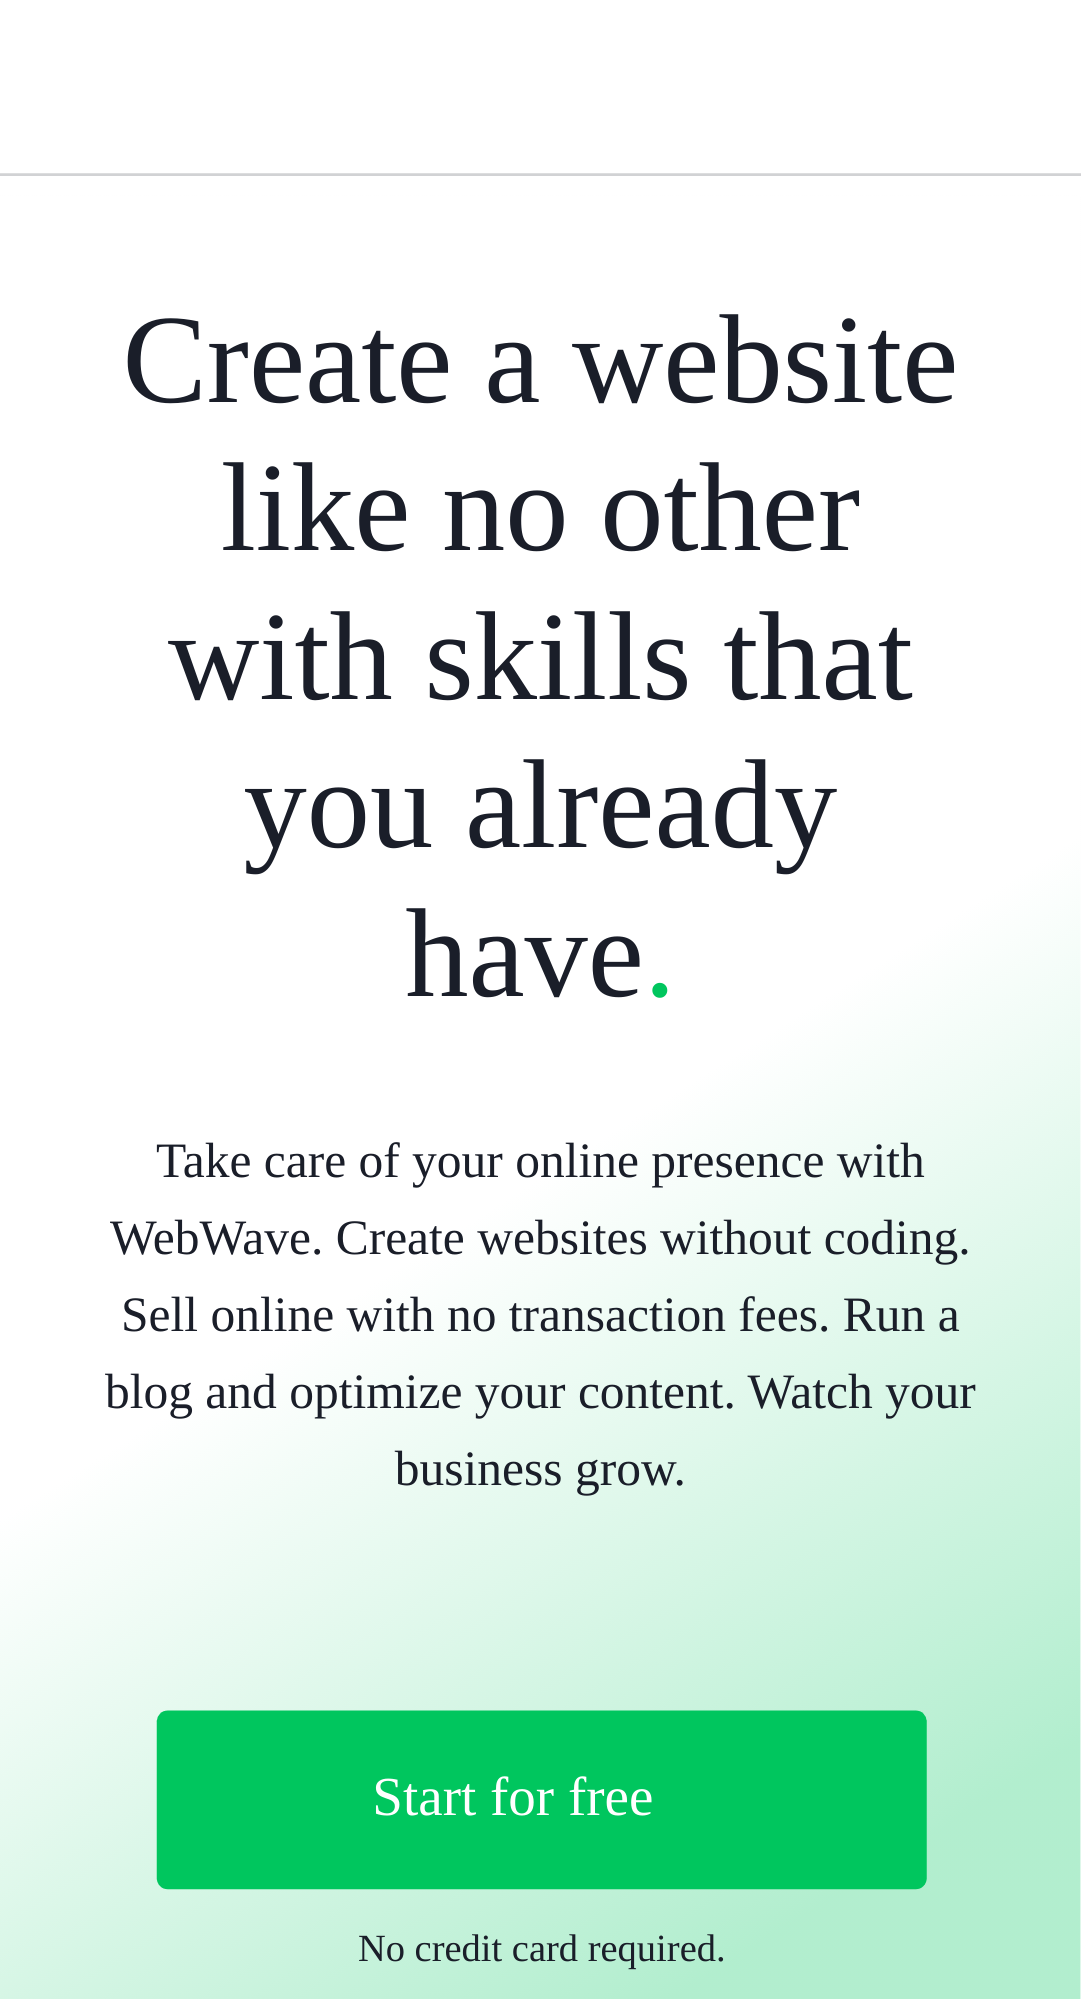 Create a website
like no other
with skills that
you already
have.
Take care of your online presence with
WebWave. Create websites without coding.
Sell online with no transaction fees. Run a
blog and optimize your content. Watch your
business grow.
Start for free
No credit card required.